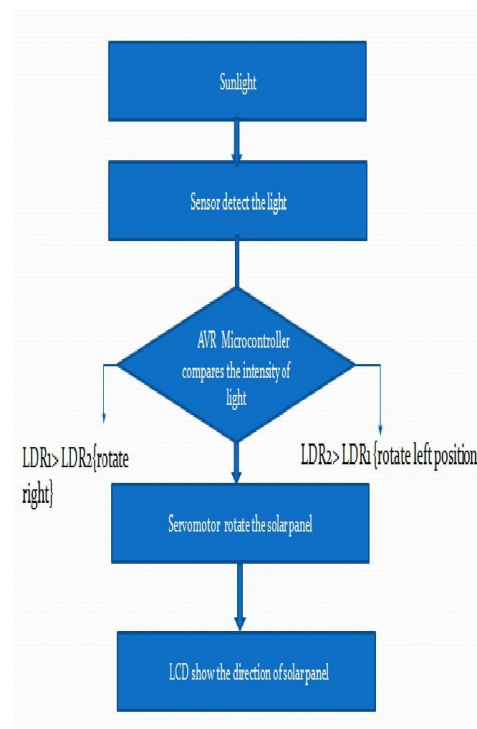 Sunlight
Sensor detect the light
AVR Microcontroller
compares the intensity of
light
LDR1>LDR2{rotate
right}
LDR2>LDR1{rotate left position
Servomotor rotate the solar panel
LCD show the direction of solar panel